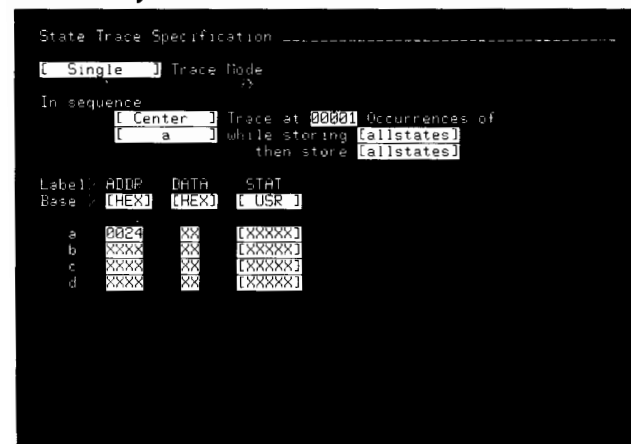 State Trace Specification
[ Single ] Trace Mode
In sequence
[ Center ] Trace at 00001 Occurrences of
[ a ] while storing [allstates]
then store [allstates]
Label> ADDR DATA STAT
Base > [HEX] [HEX] [ USR ]
a 0024 XX [XXXXX]
b XXXX XX [XXXXX]
c XXXX XX [XXXXX]
d XXXX XX [XXXXX]